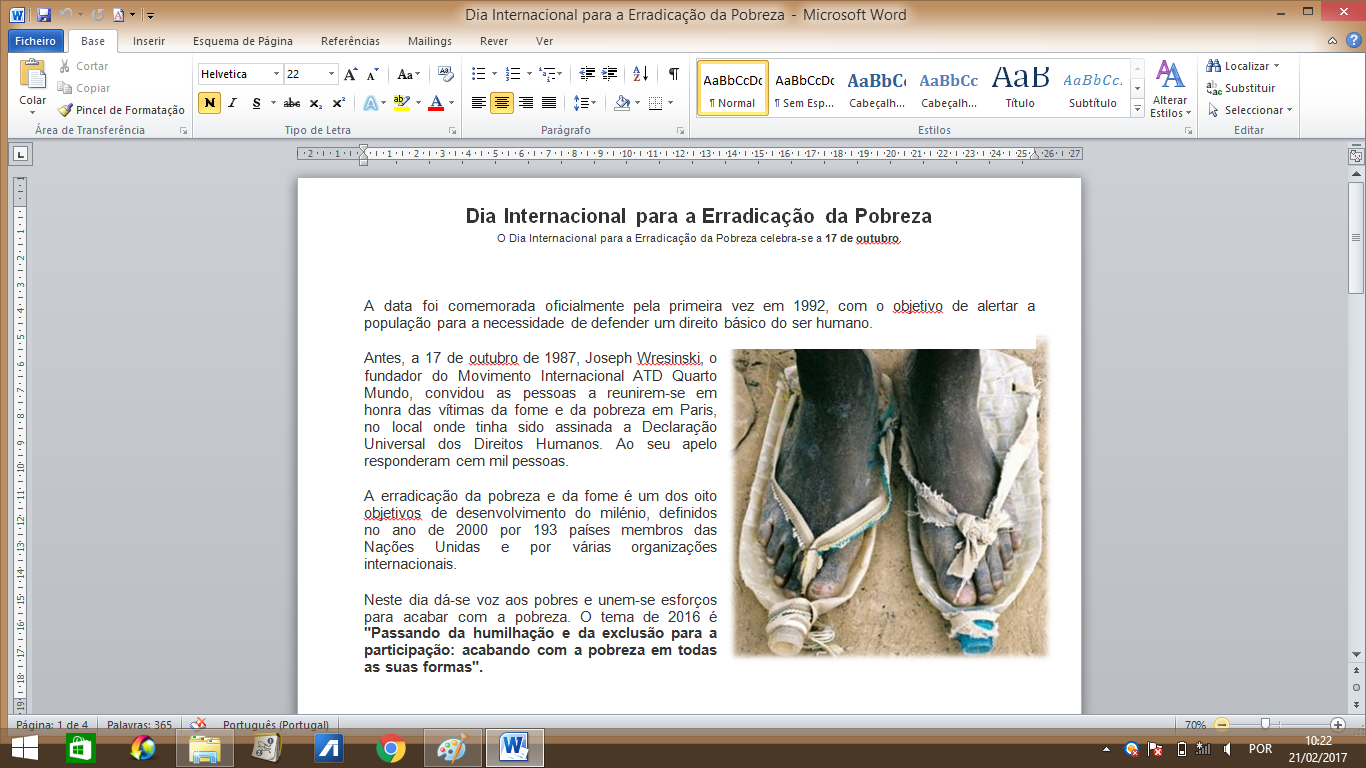 Dia Internacional para a Erradicação da Pobreza - Microsoft Word
Ficheiro Base Inserir Esquema de Página Referências Mailings Rever Ver
Colar
Cortar
Copiar
Pincel de Formatação
Área de Transferência
Helvetica 22
Tipo de Letra
Parágrafo
AaBbCcDc AaBbCcDc AaBbC AaBbCc AaB AaBbCc
¶ Normal ¶ Sem Esp... Cabeçalh... Cabeçalh... Título Subtítulo
Alterar
Estilos
Estilos
Localizar
Substituir
Selecionar
Editar
Dia Internacional para a Erradicação da Pobreza
O Dia Internacional para a Erradicação da Pobreza celebra-se a 17 de outubro.
A data foi comemorada oficialmente pela primeira vez em 1992, com o objetivo de alertar a
população para a necessidade de defender um direito básico do ser humano.
Antes, a 17 de outubro de 1987, Joseph Wresinski, o
fundador do Movimento Internacional ATD Quarto
Mundo, convidou as pessoas a reunirem-se em
honra das vítimas da fome e da pobreza em Paris,
no local onde tinha sido assinada a Declaração
Universal dos Direitos Humanos. Ao seu apelo
responderam cem mil pessoas.
A erradicação da pobreza e da fome é um dos oito
objetivos de desenvolvimento do milénio, definidos
no ano de 2000 por 193 países membros das
Nações Unidas e por várias organizações
internacionais.
Neste dia dá-se voz aos pobres e unem-se esforços
para acabar com a pobreza. O tema de 2016 é
"Passando da humilhação e da exclusão para a
participação: acabando com a pobreza em todas
as suas formas".
Página: 1 de 4 Palavras: 365 Português (Portugal) 70%
POR
10:22
21/02/2017